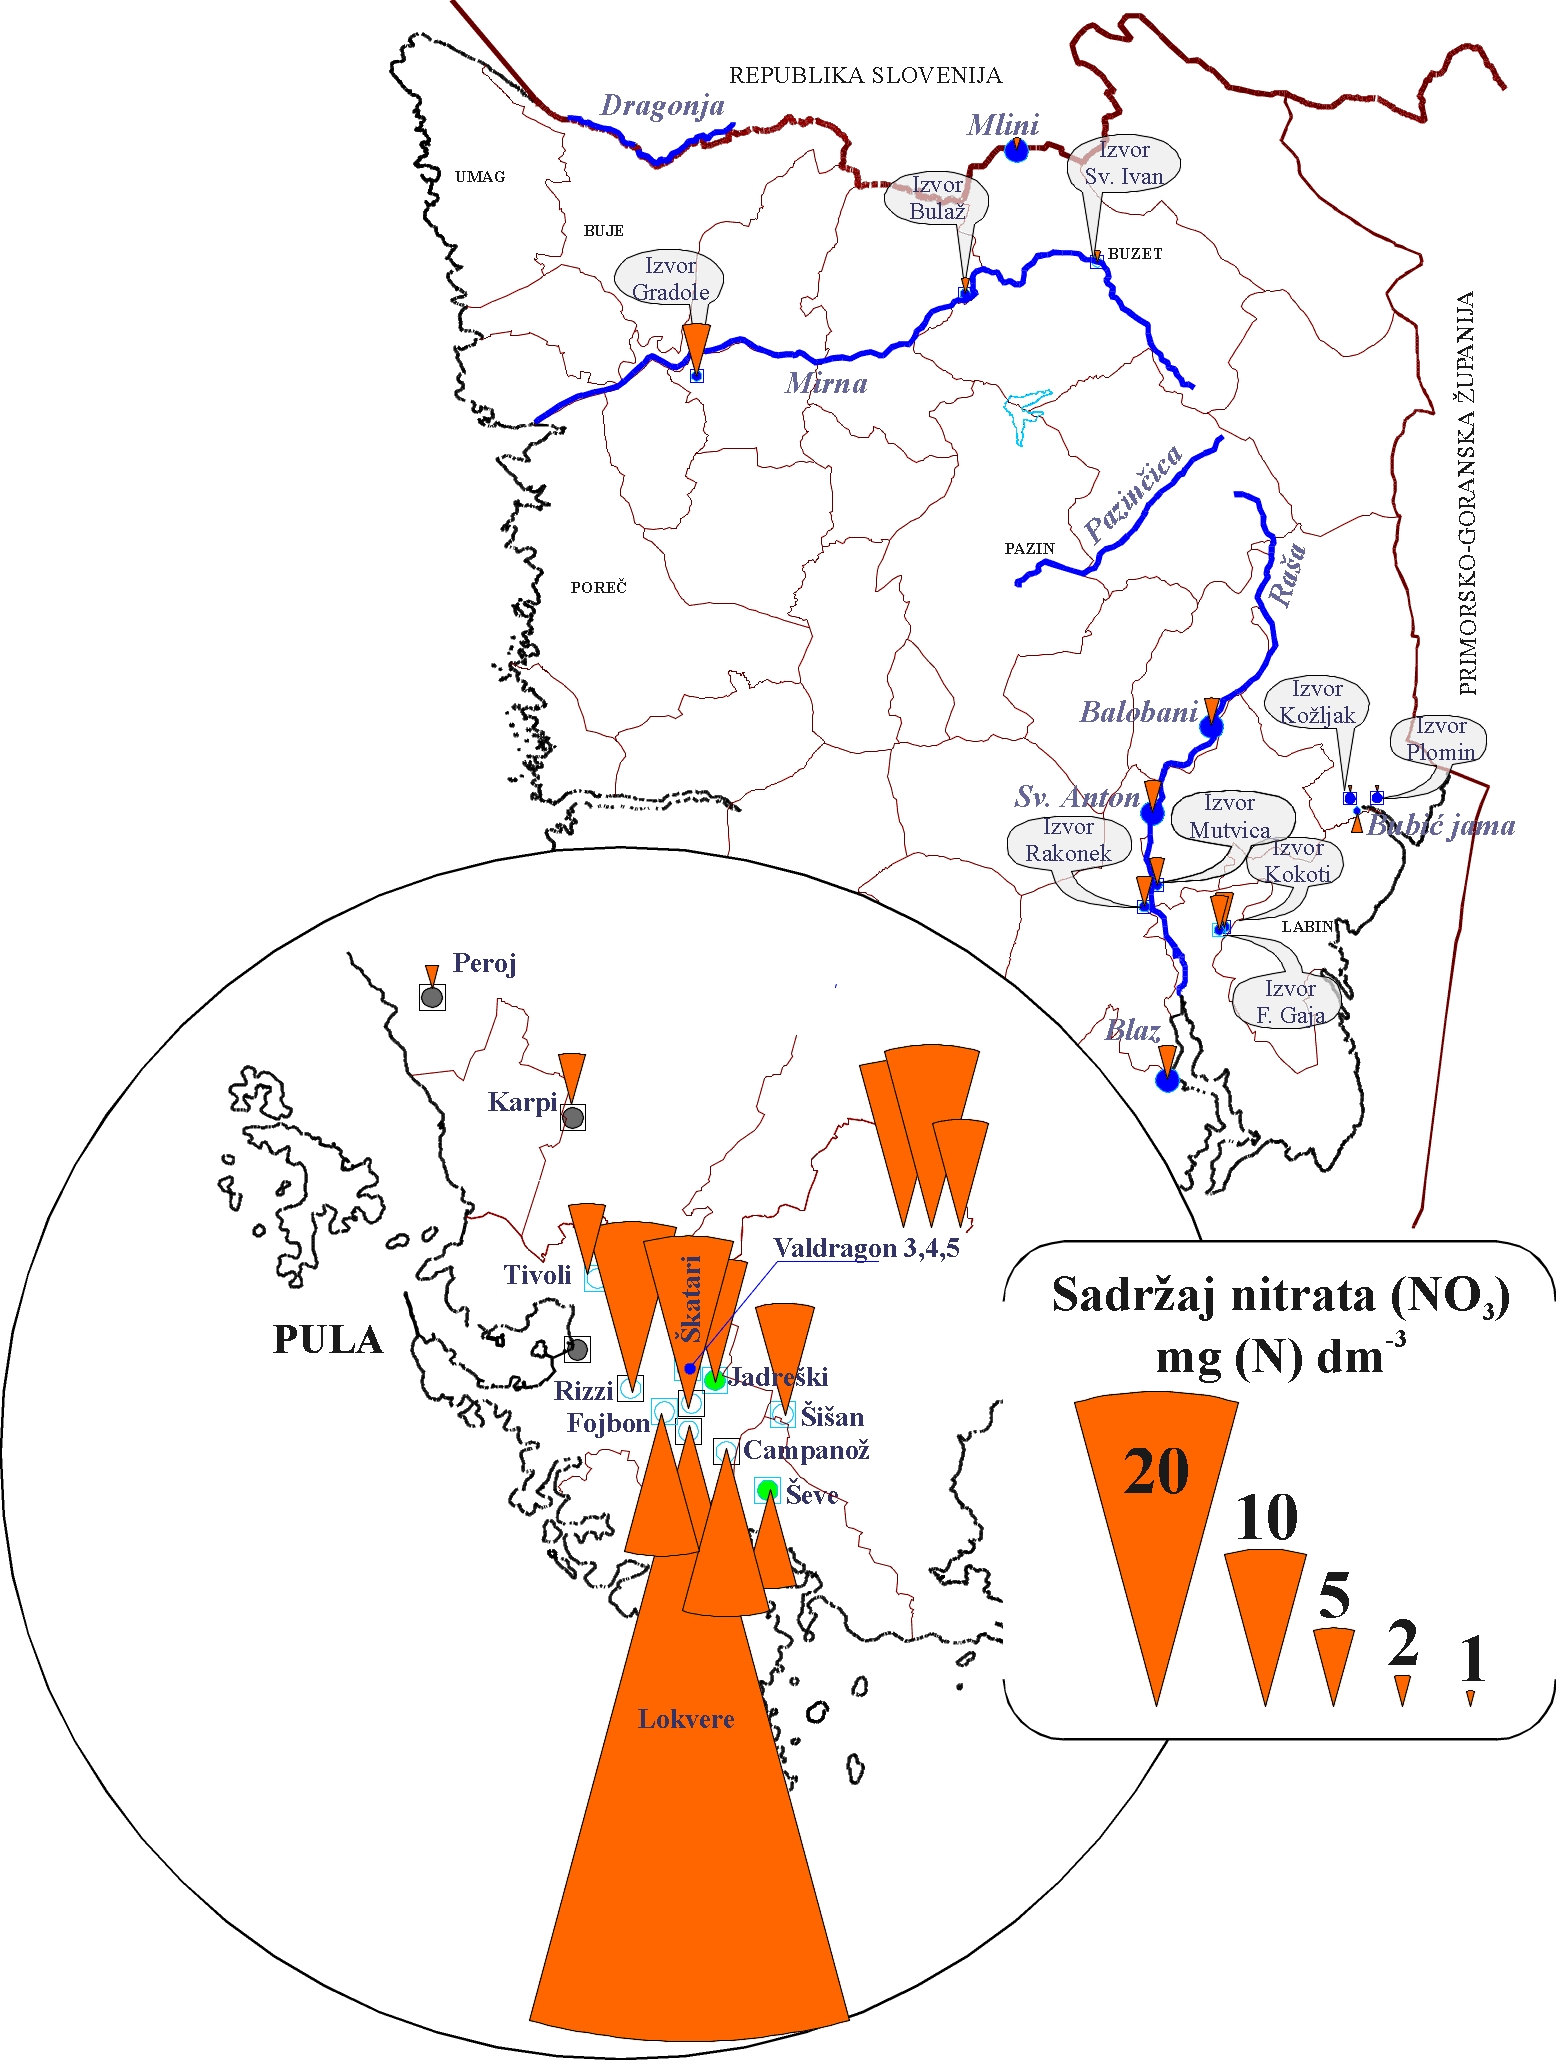 REPUBLIKA SLOVENIJA
Dragonja
Mlini
Izvor
Sv. Ivan
UMAG
Izvor
Bulaž
BUJE
BUZET
Izvor
Gradole
Mirna
PRIMORSKO-GORANSKA ŽUPANIJA
Pazinčica
PAZIN
Raša
POREČ
Balobani
Izvor
Kožljak
Izvor
Plomin
Sv. Anton
Izvor
Mutvica
Bubić jama
Izvor
Rakonek
Izvor
Kokoti
LABIN
Izvor
F. Gaja
Blaz
Peroj
Karpi
Valdragon 3,4,5
Tivoli
Škatari
PULA
Jadreški
Rizzi
Fojbon
Šišan
Campanož
Ševe
Lokvere
Sadržaj nitrata (NO3)
mg (N) dm-3
20
10
5
2
1